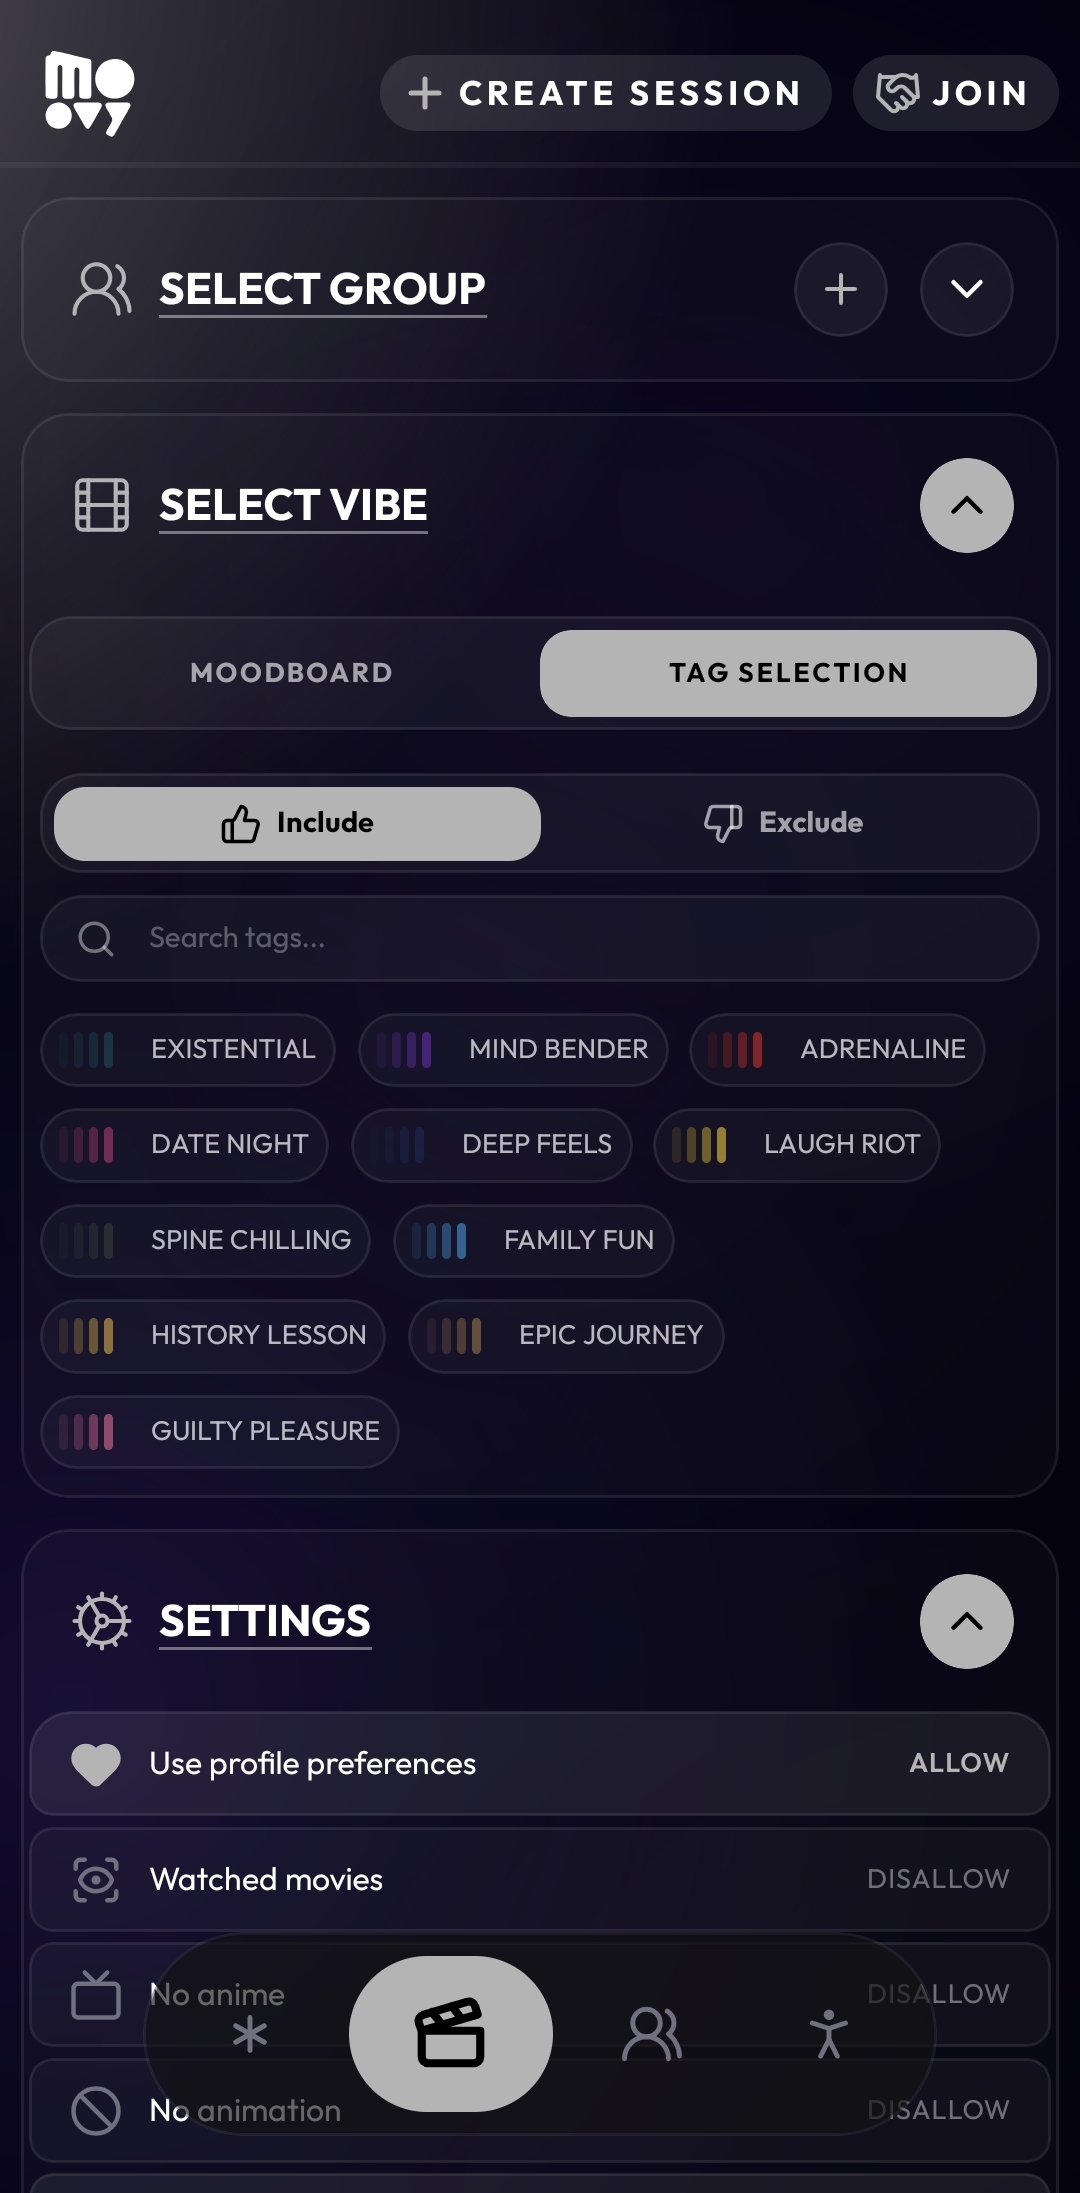 moovy
CREATE SESSION
JOIN
SELECT GROUP
SELECT VIBE
MOODBOARD
TAG SELECTION
Include
Exclude
Search tags...
EXISTENTIAL
MIND BENDER
ADRENALINE
DATE NIGHT
DEEP FEELS
LAUGH RIOT
SPINE CHILLING
FAMILY FUN
HISTORY LESSON
EPIC JOURNEY
GUILTY PLEASURE
SETTINGS
Use profile preferences
ALLOW
Watched movies
DISALLOW
No anime
DISALLOW
No animation
DISALLOW